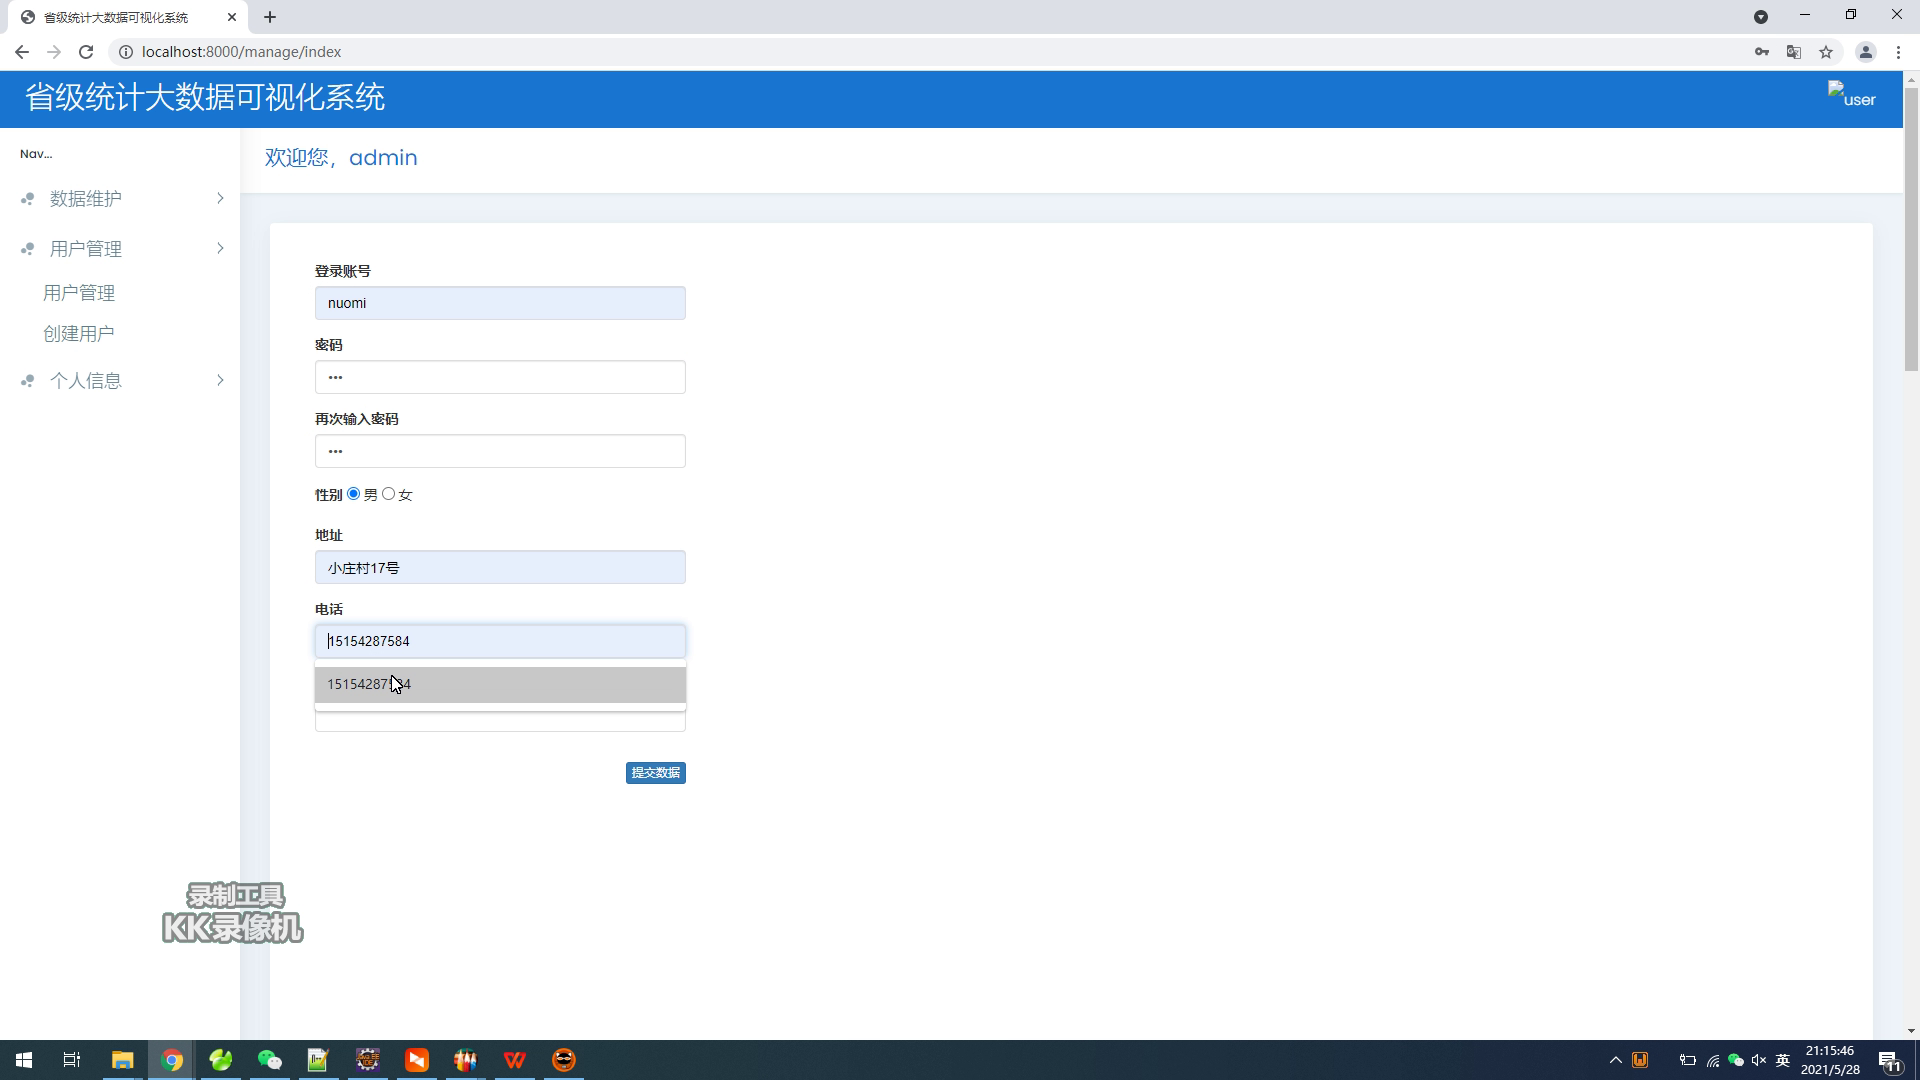 省级统计大数据可视化系统
localhost:8000/manage/index
省级统计大数据可视化系统
user
Nav...
欢迎您，admin
数据维护
用户管理
用户管理
创建用户
个人信息
登录账号
nuomi
密码
•••
再次输入密码
•••
性别 男 女
地址
小庄村17号
电话
15154287584
15154287584
提交数据
录制工具
KK录像机
英
21:15:46
2021/5/28
11